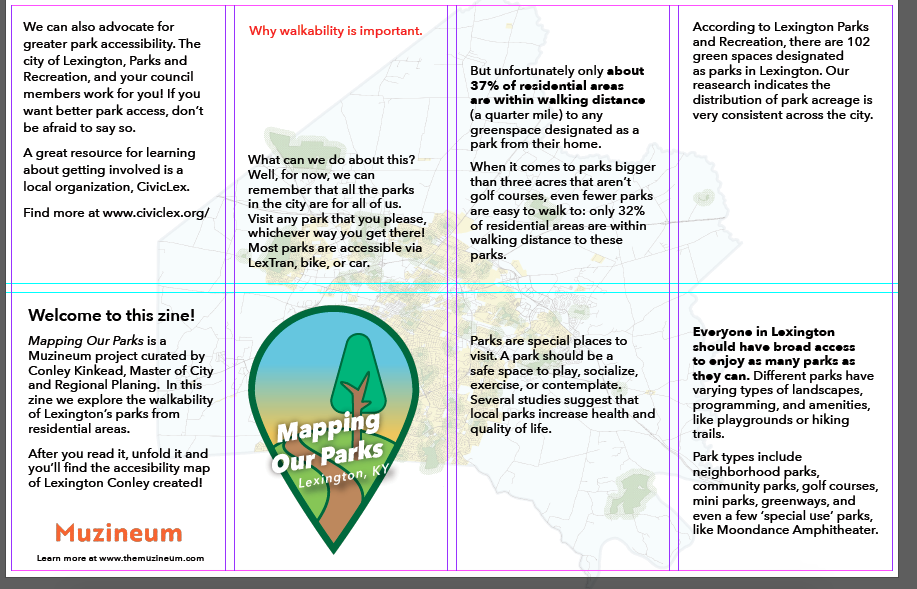 We can also advocate for
greater park accessibility. The
city of Lexington, Parks and
Recreation, and your council
members work for you! If you
want better park access, don't
be afraid to say so.
A great resource for learning
about getting involved is a
local organization, CivicLex.
Find more at www.civiclex.org/
Why walkability is important.
What can we do about this?
Well, for now, we can
remember that all the parks
in the city are for all of us.
Visit any park that you please,
whichever way you get there!
Most parks are accessible via
LexTran, bike, or car.
But unfortunately only about
37% of residential areas
are within walking distance
(a quarter mile) to any
greenspace designated as a
park from their home.
When it comes to parks bigger
than three acres that aren't
golf courses, even fewer parks
are easy to walk to: only 32%
of residential areas are within
walking distance to these
parks.
According to Lexington Parks
and Recreation, there are 102
green spaces designated
as parks in Lexington. Our
reasearch indicates the
distribution of park acreage is
very consistent across the city.
Welcome to this zine!
Mapping Our Parks is a
Muzineum project curated by
Conley Kinkead, Master of City
and Regional Planing. In this
zine we explore the walkability
of Lexington's parks from
residential areas.
After you read it, unfold it and
you'll find the accesibility map
of Lexington Conley created!
Muzineum
Learn more at www.themuzineum.com
Mapping
Our Parks
Lexington, KY
Parks are special places to
visit. A park should be a
safe space to play, socialize,
exercise, or contemplate.
Several studies suggest that
local parks increase health and
quality of life.
Everyone in Lexington
should have broad access
to enjoy as many parks as
they can. Different parks have
varying types of landscapes,
programming, and amenities,
like playgrounds or hiking
trails.
Park types include
neighborhood parks,
community parks, golf courses,
mini parks, greenways, and
even a few 'special use' parks,
like Moondance Amphitheater.